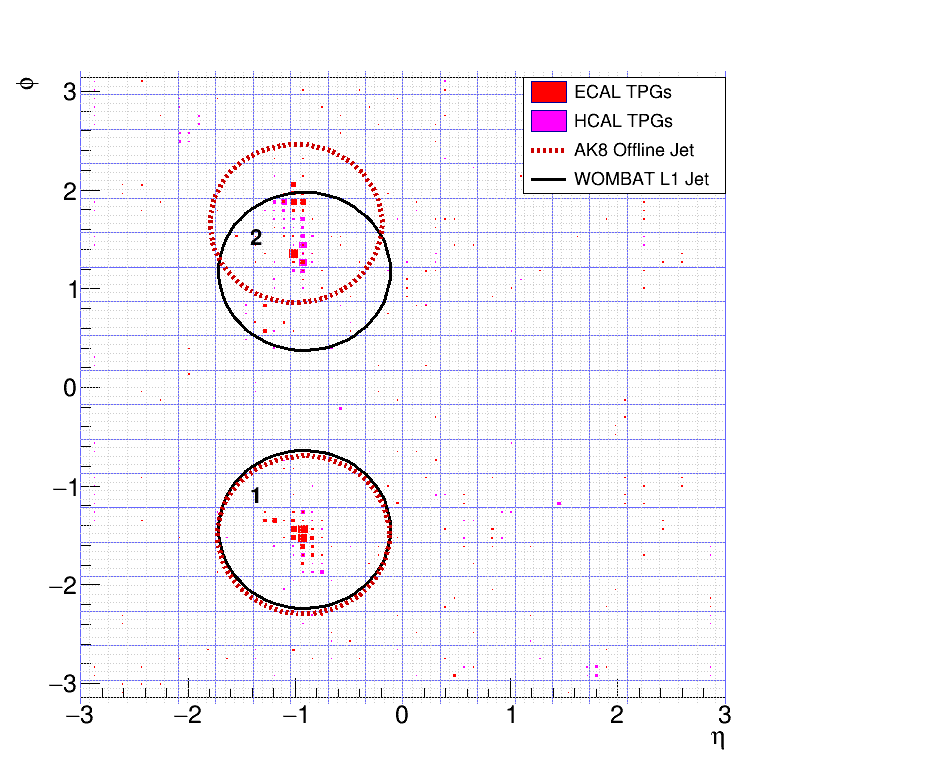 ϕ
3
2
1
0
−1
−2
−3
ECAL TPGs
HCAL TPGs
AK8 Offline Jet
WOMBAT L1 Jet
2
1
−3 −2 −1 0 1 2 3
η